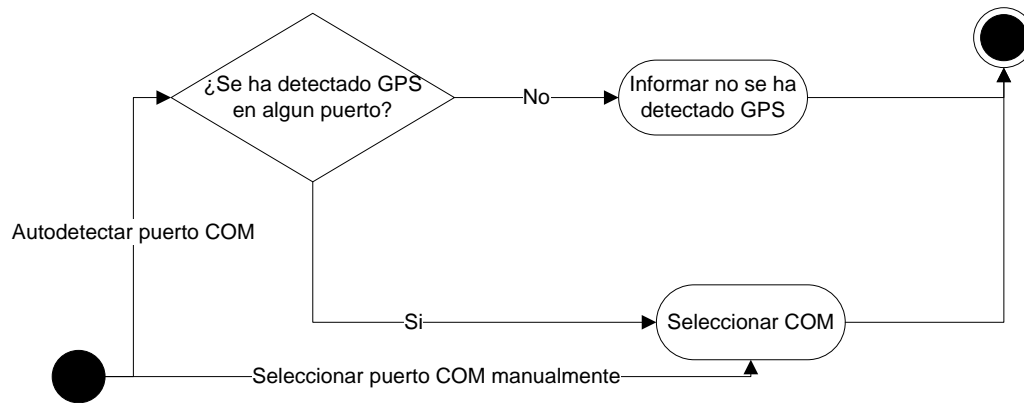 ¿Se ha detectado GPS
en algun puerto?
No
Informar no se ha
detectado GPS
Autodetectar puerto COM
Si
Seleccionar COM
Seleccionar puerto COM manualmente